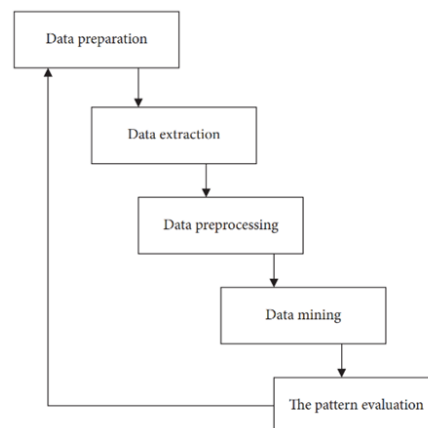 Data preparation
Data extraction
Data preprocessing
Data mining
The pattern evaluation